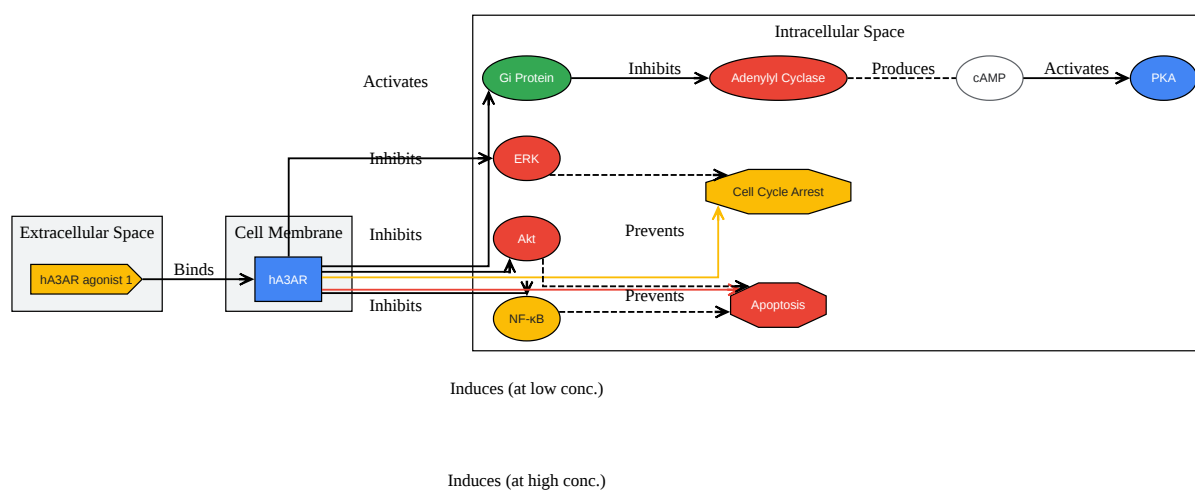 Intracellular Space
Activates
Gi Protein
Inhibits
Adenylyl Cyclase
Produces
cAMP
Activates
PKA
Inhibits
ERK
Cell Cycle Arrest
Extracellular Space
Cell Membrane
Inhibits
Akt
Prevents
hA3AR agonist 1
Binds
hA3AR
Inhibits
NF-κB
Prevents
Apoptosis
Induces (at low conc.)
Induces (at high conc.)